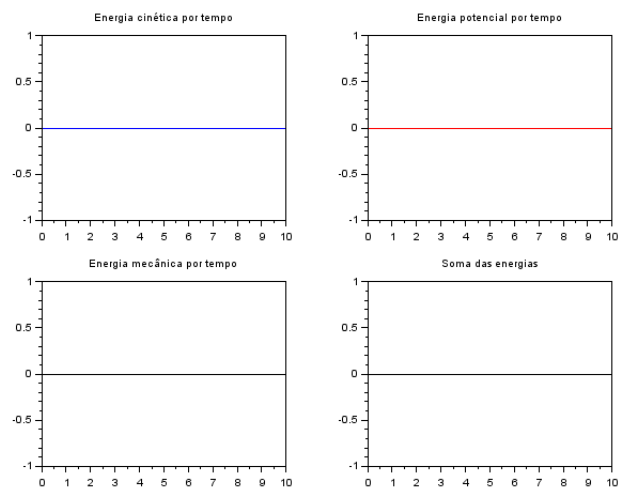 Energia cinética por tempo
1
0.5
0
-0.5
-1
0 1 2 3 4 5 6 7 8 9 10
Energia potencial por tempo
1
0.5
0
-0.5
-1
0 1 2 3 4 5 6 7 8 9 10
Energia mecânica por tempo
1
0.5
0
-0.5
-1
0 1 2 3 4 5 6 7 8 9 10
Soma das energias
1
0.5
0
-0.5
-1
0 1 2 3 4 5 6 7 8 9 10